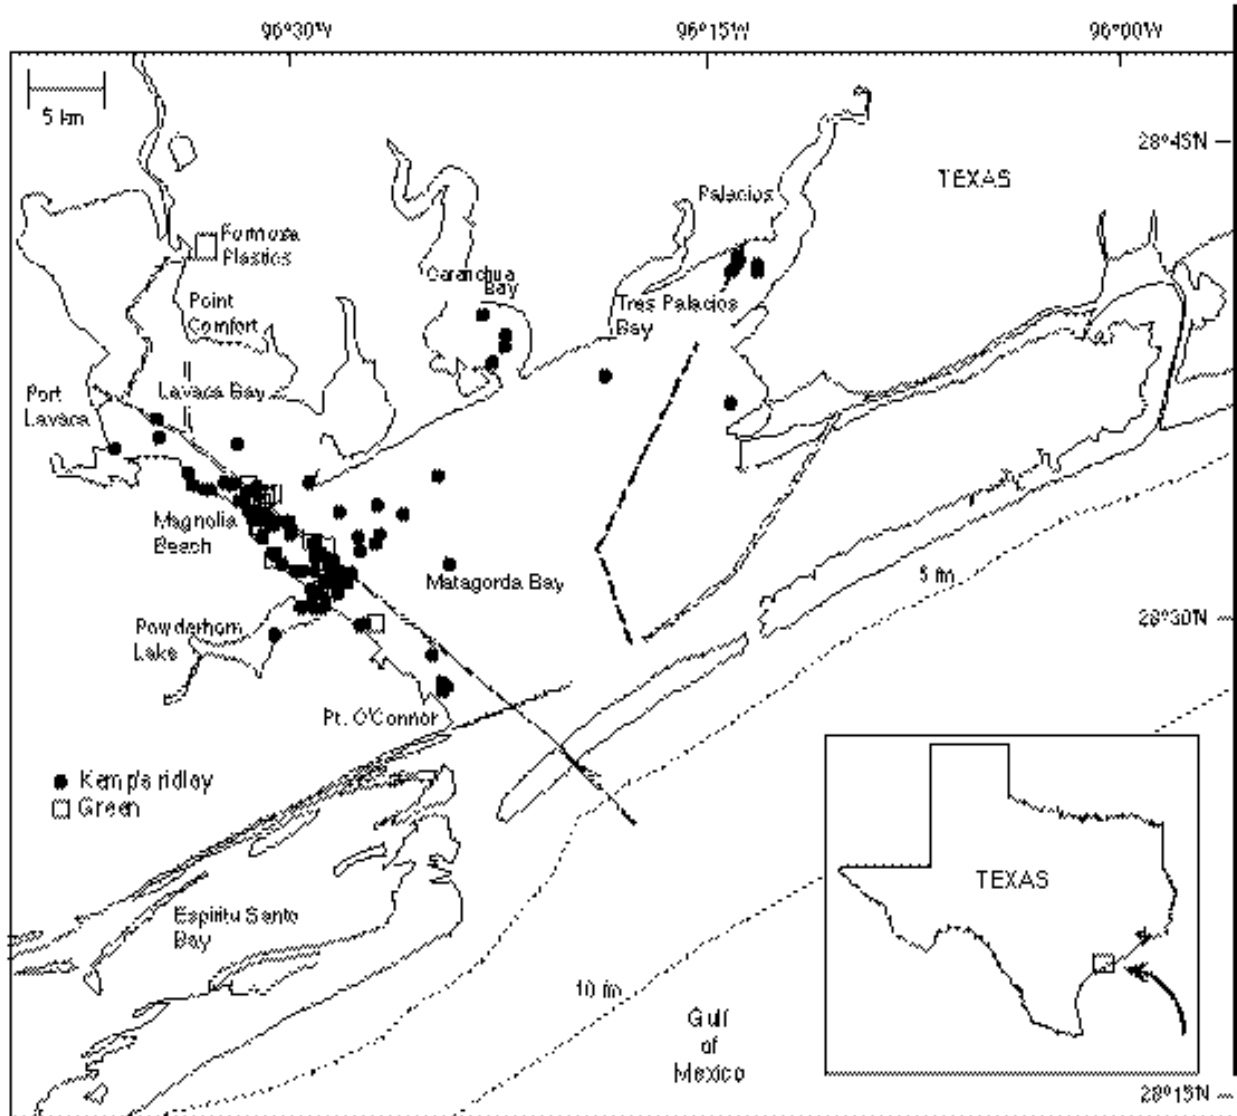 96°30'W
96°15'W
96°00'W
5 km
28°45'N
TEXAS
Palacios
Formosa
Plastics
Caranchua
Bay
Point
Comfort
Tres Palacios
Bay
Port
Lavaca
Lavaca Bay
Magnolia
Beach
Matagorda Bay
5 fm
28°30'N
Powderhorn
Lake
Pt. O'Connor
Kemp's ridley
Green
TEXAS
Espiritu Santo
Bay
10 fm
Gulf
of
Mexico
28°15'N